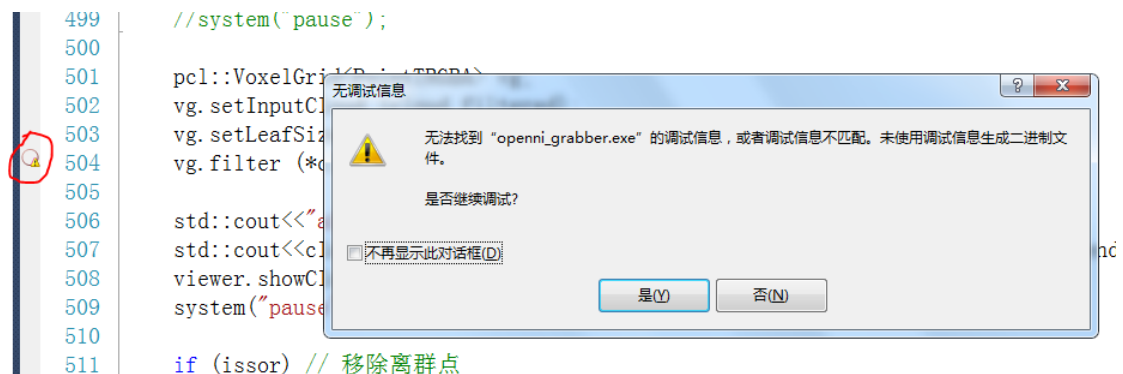 499 //system("pause");
500
501 pcl::VoxelGrid<PointTRGBA>
502 vg.setInputCl
503 vg.setLeafSiz
504 vg.filter (*c
505
506 std::cout<<"a
507 std::cout<<cl nd
508 viewer.showCl
509 system("pause
510
511 if (issor) // 移除离群点
无调试信息
无法找到“openni_grabber.exe”的调试信息，或者调试信息不匹配。未使用调试信息生成二进制文
件。
是否继续调试?
不再显示此对话框(D)
是(Y) 否(N)